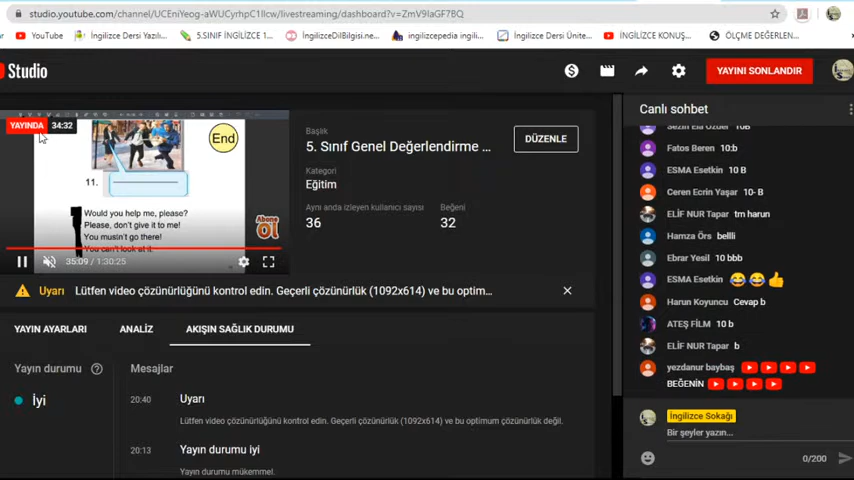 studio.youtube.com/channel/UCEniYeog-aWUCyrhpC1Ilcw/livestreaming/dashboard?v=ZmV9IaGF7BQ
YouTube
İngilizce Dersi Yazılı...
5.SINIF İNGİLİZCE 1...
İngilizceDilBilgisi.ne...
ingilizcepedia ingili...
İngilizce Dersi Ünite...
İNGİLİZCE KONUŞ...
ÖLÇME DEĞERLEN...
Studio
YAYINI SONLANDIR
YAYINDA 34:32
End
11.
Would you help me, please?
Please, don't give it to me!
You musn't go there!
You can't look at it.
Abone
Ol
35:09 / 1:30:25
Başlık
5. Sınıf Genel Değerlendirme ...
DÜZENLE
Kategori
Eğitim
Aynı anda izleyen kullanıcı sayısı
Beğeni
36
32
Uyarı Lütfen video çözünürlüğünü kontrol edin. Geçerli çözünürlük (1092x614) ve bu optim...
YAYIN AYARLARI
ANALİZ
AKIŞIN SAĞLIK DURUMU
Yayın durumu
İyi
Mesajlar
20:40 Uyarı
Lütfen video çözünürlüğünü kontrol edin. Geçerli çözünürlük (1092x614) ve bu optimum çözünürlük değil.
20:13 Yayın durumu iyi
Yayın durumu mükemmel.
Canlı sohbet
10B
Fatos Beren 10:b
ESMA Esetkin 10 B
Ceren Ecrin Yaşar 10- B
ELİF NUR Tapar tm harun
Hamza Örs bellli
Ebrar Yesil 10 bbb
ESMA Esetkin
Harun Koyuncu Cevap b
ATEŞ FİLM 10 b
ELİF NUR Tapar b
yezdanur baybaş
BEĞENİN
İngilizce Sokağı
Bir şeyler yazın...
0/200